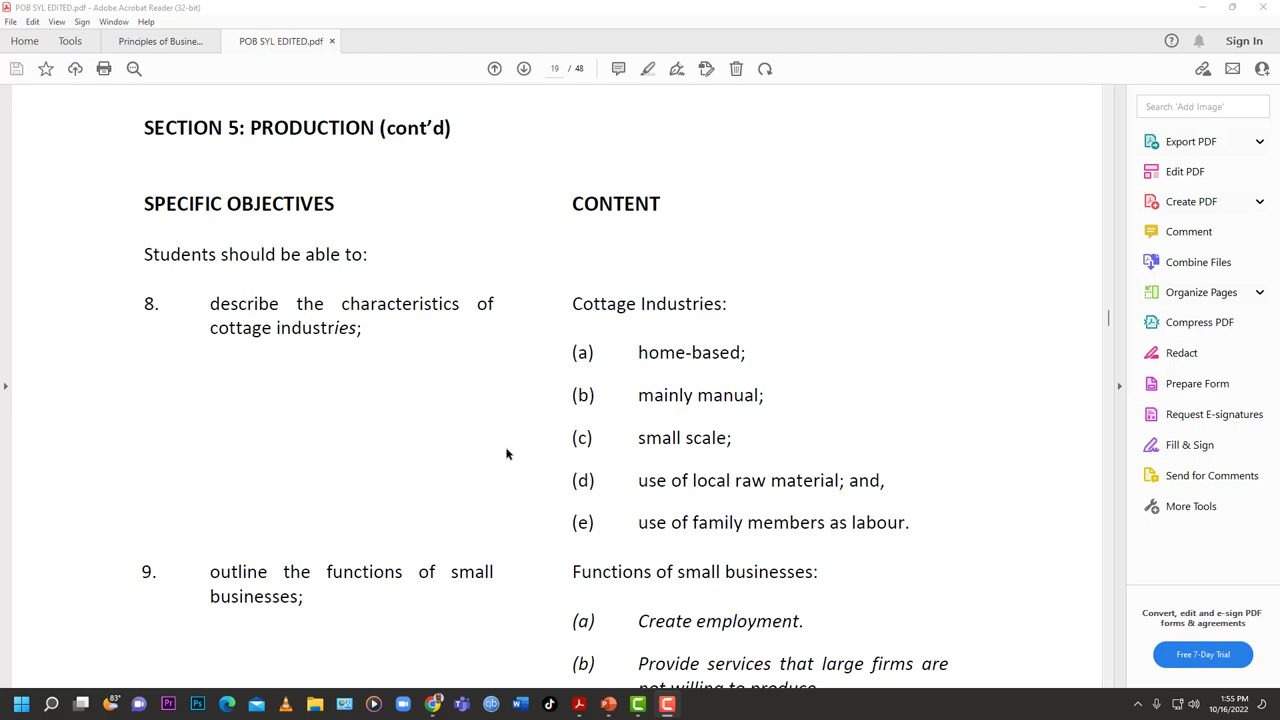 POB SYL EDITED.pdf - Adobe Acrobat Reader (32-bit)
File Edit View Sign Window Help
Home Tools Principles of Busine... POB SYL EDITED.pdf × Sign In
19 / 48
SECTION 5: PRODUCTION (cont’d)
SPECIFIC OBJECTIVES
Students should be able to:
8. describe the characteristics of
cottage industries;
9. outline the functions of small
businesses;
CONTENT
Cottage Industries:
(a) home-based;
(b) mainly manual;
(c) small scale;
(d) use of local raw material; and,
(e) use of family members as labour.
Functions of small businesses:
(a) Create employment.
(b) Provide services that large firms are
not willing to produce
Search 'Add Image'
Export PDF
Edit PDF
Create PDF
Comment
Combine Files
Organize Pages
Compress PDF
Redact
Prepare Form
Request E-signatures
Fill & Sign
Send for Comments
More Tools
Convert, edit and e-sign PDF
forms & agreements
Free 7-Day Trial
83°
1:55 PM
10/16/2022